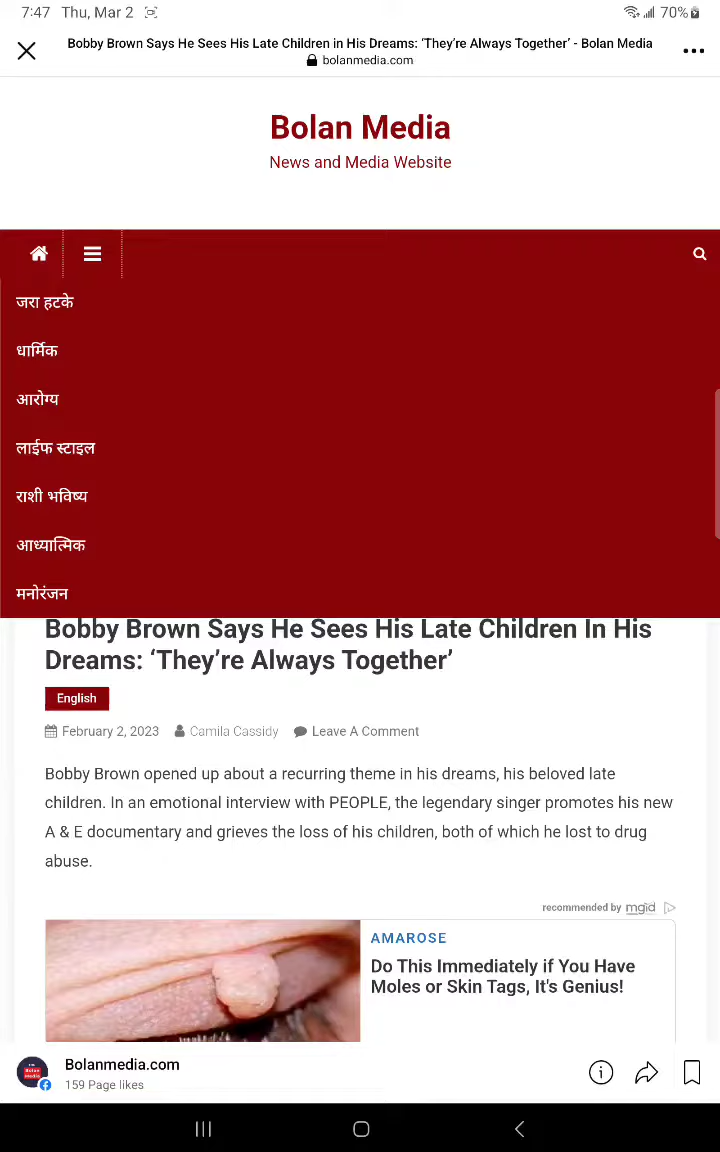 7:47 Thu, Mar 2
70%
Bobby Brown Says He Sees His Late Children in His Dreams: 'They're Always Together' - Bolan Media
bolanmedia.com
Bolan Media
News and Media Website
जरा हटके
धार्मिक
आरोग्य
लाईफ स्टाइल
राशी भविष्य
आध्यात्मिक
मनोरंजन
Bobby Brown Says He Sees His Late Children In His
Dreams: ‘They’re Always Together’
English
February 2, 2023 Camila Cassidy Leave A Comment
Bobby Brown opened up about a recurring theme in his dreams, his beloved late
children. In an emotional interview with PEOPLE, the legendary singer promotes his new
A & E documentary and grieves the loss of his children, both of which he lost to drug
abuse.
recommended by mgid
AMAROSE
Do This Immediately if You Have
Moles or Skin Tags, It's Genius!
Bolanmedia.com
159 Page likes